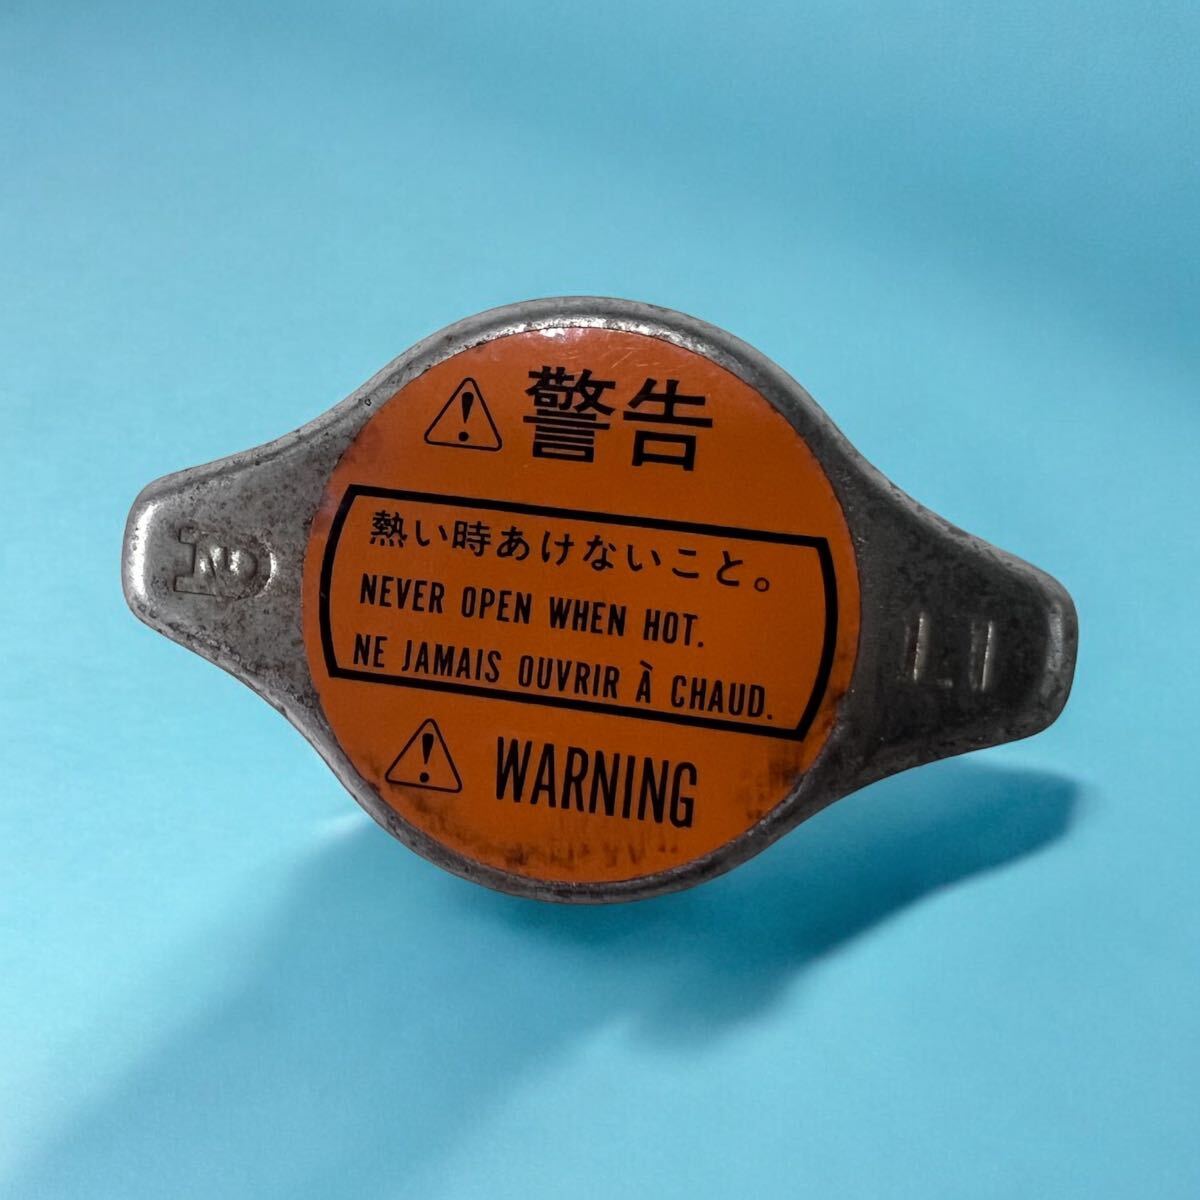 警告
熱い時あけないこと。
NEVER OPEN WHEN HOT.
NE JAMAIS OUVRIR À CHAUD.
WARNING